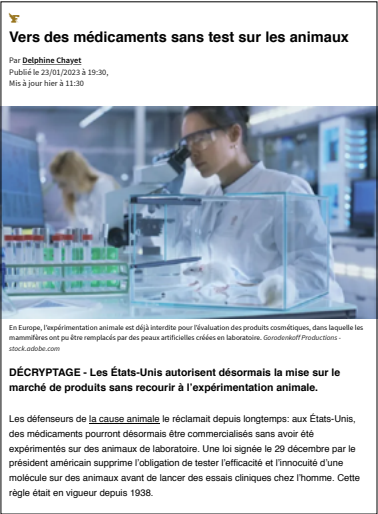 Vers des médicaments sans test sur les animaux
Par Delphine Chayet
Publié le 23/01/2023 à 19:30,
Mis à jour hier à 11:30
En Europe, l'expérimentation animale est déjà interdite pour l'évaluation des produits cosmétiques, dans laquelle les
mammifères ont pu être remplacés par des peaux artificielles créées en laboratoire. Gorodenkoff Productions -
stock.adobe.com
DÉCRYPTAGE - Les États-Unis autorisent désormais la mise sur le
marché de produits sans recourir à l'expérimentation animale.
Les défenseurs de la cause animale le réclamait depuis longtemps: aux États-Unis,
des médicaments pourront désormais être commercialisés sans avoir été
expérimentés sur des animaux de laboratoire. Une loi signée le 29 décembre par le
président américain supprime l'obligation de tester l'efficacité et l'innocuité d'une
molécule sur des animaux avant de lancer des essais cliniques chez l'homme. Cette
règle était en vigueur depuis 1938.